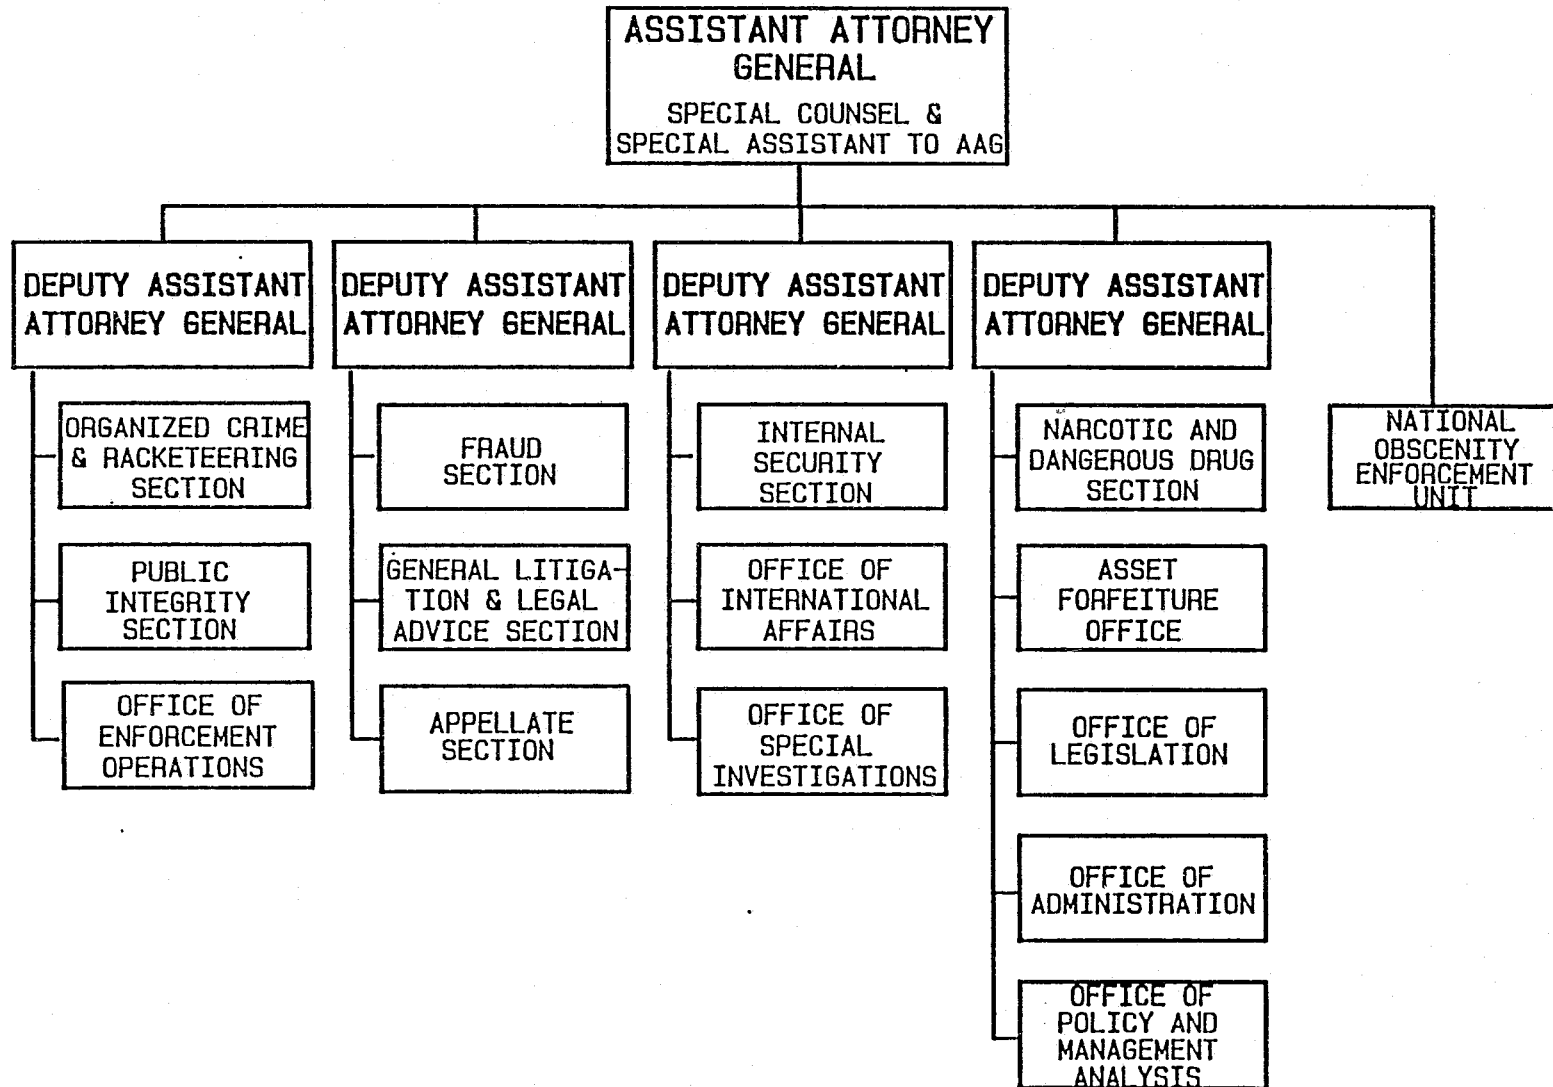 ASSISTANT ATTORNEY
GENERAL
SPECIAL COUNSEL &
SPECIAL ASSISTANT TO AAG
DEPUTY ASSISTANT
ATTORNEY GENERAL
ORGANIZED CRIME
& RACKETEERING
SECTION
PUBLIC
INTEGRITY
SECTION
OFFICE OF
ENFORCEMENT
OPERATIONS
DEPUTY ASSISTANT
ATTORNEY GENERAL
FRAUD
SECTION
GENERAL LITIGA-
TION & LEGAL
ADVICE SECTION
APPELLATE
SECTION
DEPUTY ASSISTANT
ATTORNEY GENERAL
INTERNAL
SECURITY
SECTION
OFFICE OF
INTERNATIONAL
AFFAIRS
OFFICE OF
SPECIAL
INVESTIGATIONS
DEPUTY ASSISTANT
ATTORNEY GENERAL
NARCOTIC AND
DANGEROUS DRUG
SECTION
ASSET
FORFEITURE
OFFICE
OFFICE OF
LEGISLATION
OFFICE OF
ADMINISTRATION
OFFICE OF
POLICY AND
MANAGEMENT
ANALYSIS
NATIONAL
OBSCENITY
ENFORCEMENT
UNIT